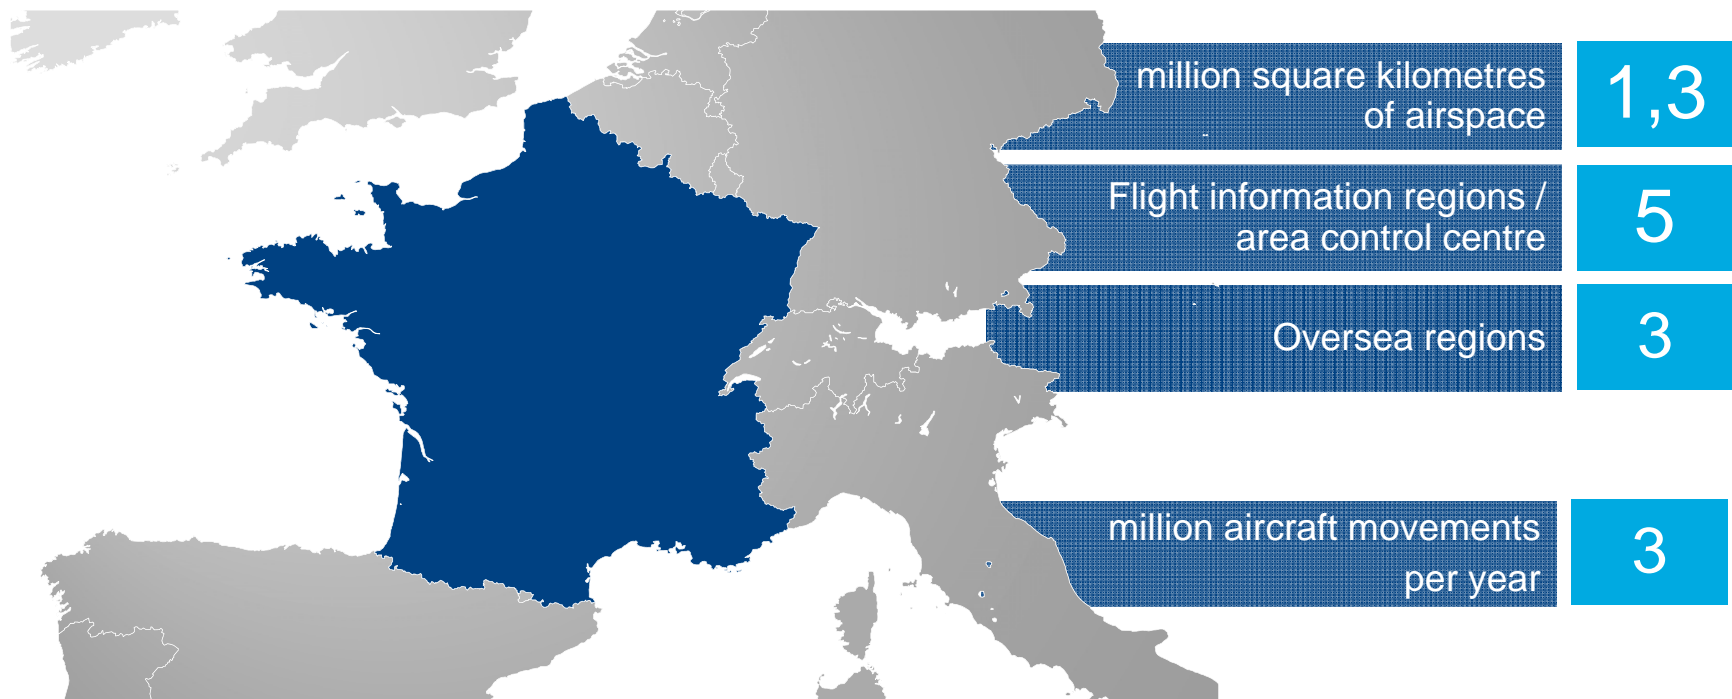 million square kilometres
of airspace
1,3
Flight information regions /
area control centre
5
Oversea regions
3
million aircraft movements
per year
3